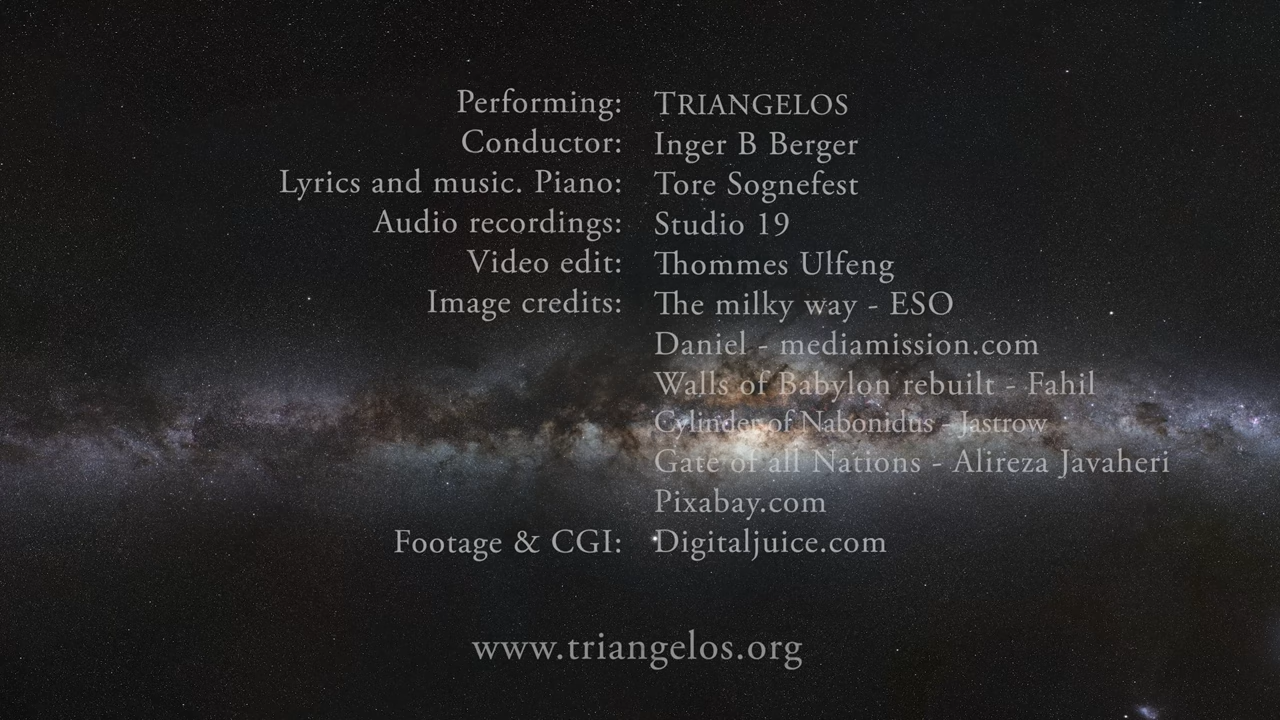 Performing: TRIANGELOS
Conductor: Inger B Berger
Lyrics and music. Piano: Tore Sognefest
Audio recordings: Studio 19
Video edit: Thommes Ulfeng
Image credits: The milky way - ESO
Daniel - mediamission.com
Walls of Babylon rebuilt - Fahil
Cylinder of Nabonidus - Jastrow
Gate of all Nations - Alireza Javaheri
Pixabay.com
Footage & CGI: Digitaljuice.com
www.triangelos.org